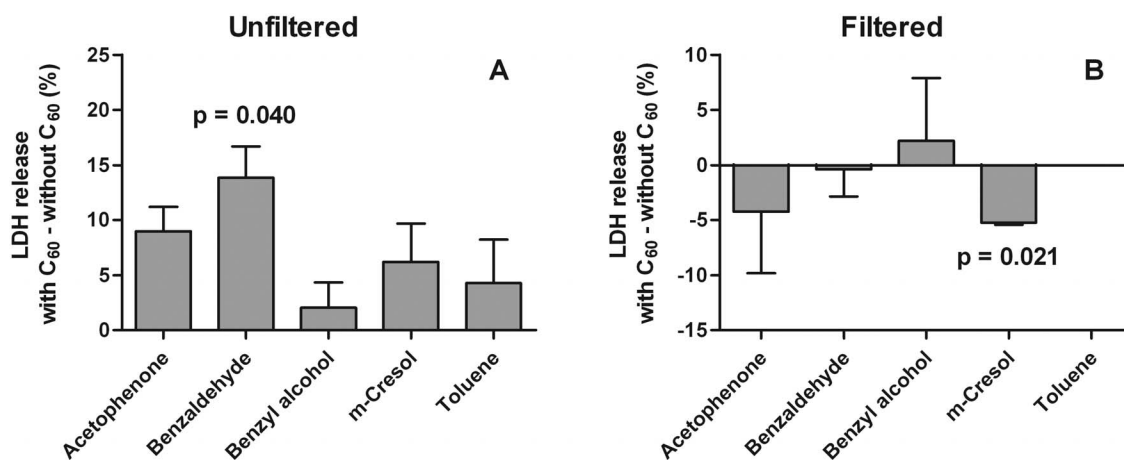 Unfiltered
A
LDH release
with C₆₀ - without C₆₀ (%)
25
20
15
10
5
0
p = 0.040
Acetophenone
Benzaldehyde
Benzyl alcohol
m-Cresol
Toluene
Filtered
B
LDH release
with C₆₀ - without C₆₀ (%)
10
5
0
-5
-10
-15
p = 0.021
Acetophenone
Benzaldehyde
Benzyl alcohol
m-Cresol
Toluene